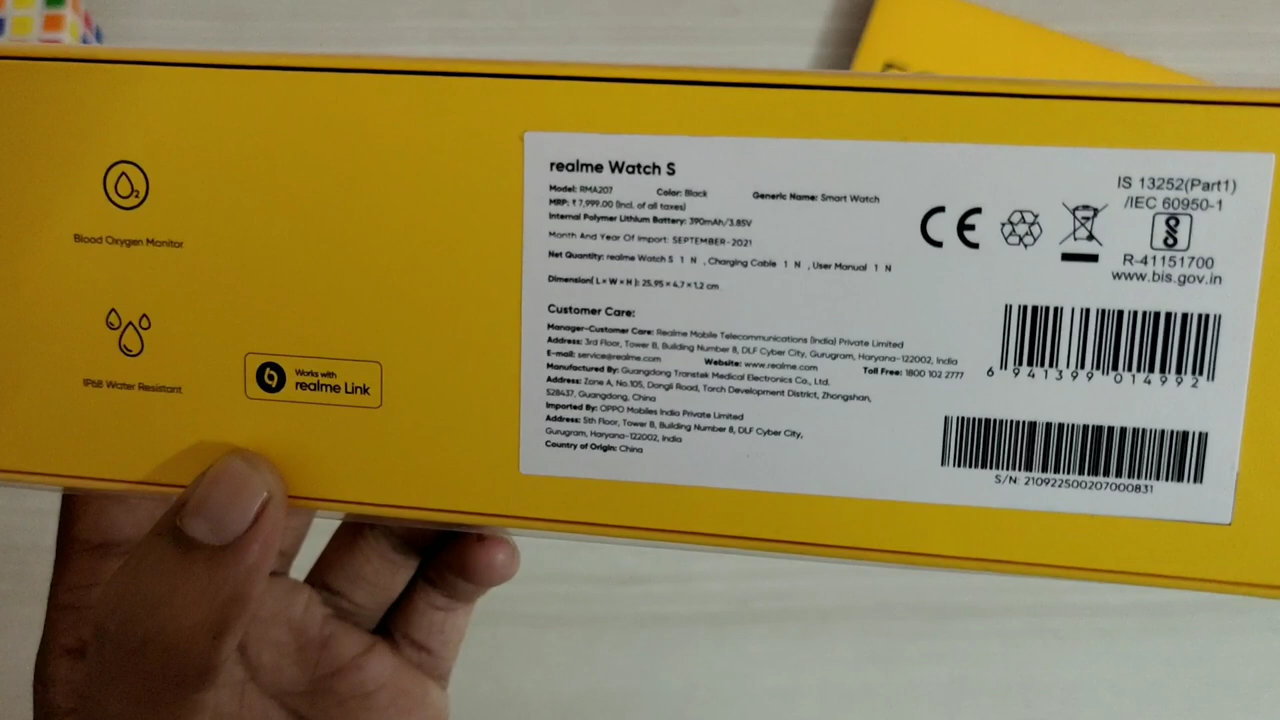 O2
Blood Oxygen Monitor
IP68 Water Resistant
Works with
realme Link
realme Watch S
Model: RMA207 Color: Black Generic Name: Smart Watch
MRP: ₹ 7,999.00 (Incl. of all taxes)
Internal Polymer Lithium Battery: 390mAh/3.85V
Month And Year Of Import: SEPTEMBER-2021
Net Quantity: realme Watch S 1 N , Charging Cable 1 N , User Manual 1 N
Dimension( L × W × H ): 25.95 × 4.7 × 1.2 cm
Customer Care:
Manager-Customer Care: Realme Mobile Telecommunications (India) Private Limited
Address: 3rd Floor, Tower B, Building Number 8, DLF Cyber City, Gurugram, Haryana-122002, India
E-mail: service@realme.com Website: www.realme.com Toll Free: 1800 102 2777
Manufactured By: Guangdong Transtek Medical Electronics Co., Ltd.
Address: Zone A, No.105, Dongli Road, Torch Development District, Zhongshan,
528437, Guangdong, China
Imported By: OPPO Mobiles India Private Limited
Address: 5th Floor, Tower B, Building Number 8, DLF Cyber City,
Gurugram, Haryana-122002, India
Country of Origin: China
CE
IS 13252(Part1)
/IEC 60950-1
R-41151700
www.bis.gov.in
6 941399 014992
S/N: 210922500207000831